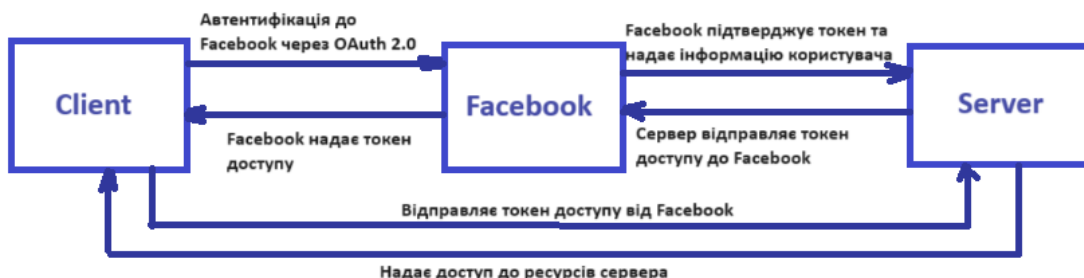 Автентифікація до
Facebook через OAuth 2.0
Facebook підтверджує токен та
надає інформацію користувача
Client
Facebook
Server
Facebook надає токен
доступу
Сервер відправляє токен
доступу до Facebook
Відправляє токен доступу від Facebook
Надає доступ до ресурсів сервера